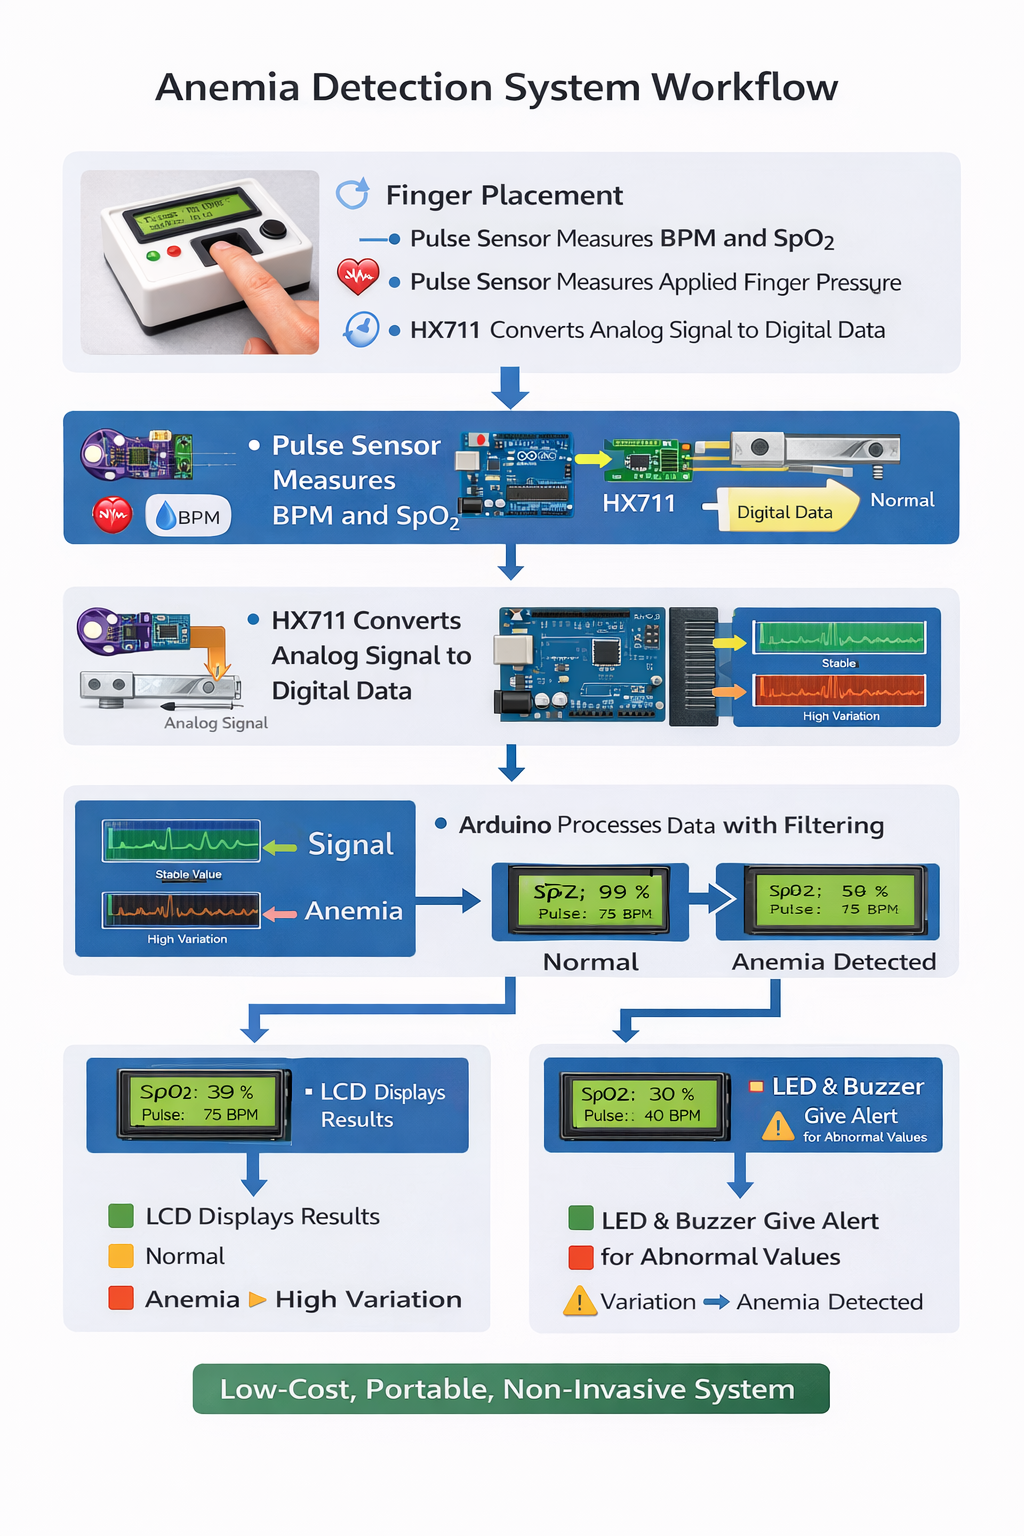 Anemia Detection System Workflow
Finger Placement
Pulse Sensor Measures BPM and SpO₂
Pulse Sensor Measures Applied Finger Pressure
HX711 Converts Analog Signal to Digital Data
Pulse Sensor
Measures
BPM and SpO₂
BPM
HX711
Digital Data
Normal
HX711 Converts
Analog Signal to
Digital Data
Analog Signal
Stable
High Variation
Signal
Stable Value
Anemia
High Variation
Arduino Processes Data with Filtering
SpZ; 99 %
Pulse: 75 BPM
Normal
Sp02; 50 %
Pulse: 75 BPM
Anemia Detected
SpO2: 39 %
Pulse: 75 BPM
LCD Displays
Results
SpO2: 30 %
Pulse:: 40 BPM
LED & Buzzer
Give Alert
for Abnormal Values
LCD Displays Results
Normal
Anemia ▶ High Variation
LED & Buzzer Give Alert
for Abnormal Values
Variation → Anemia Detected
Low-Cost, Portable, Non-Invasive System